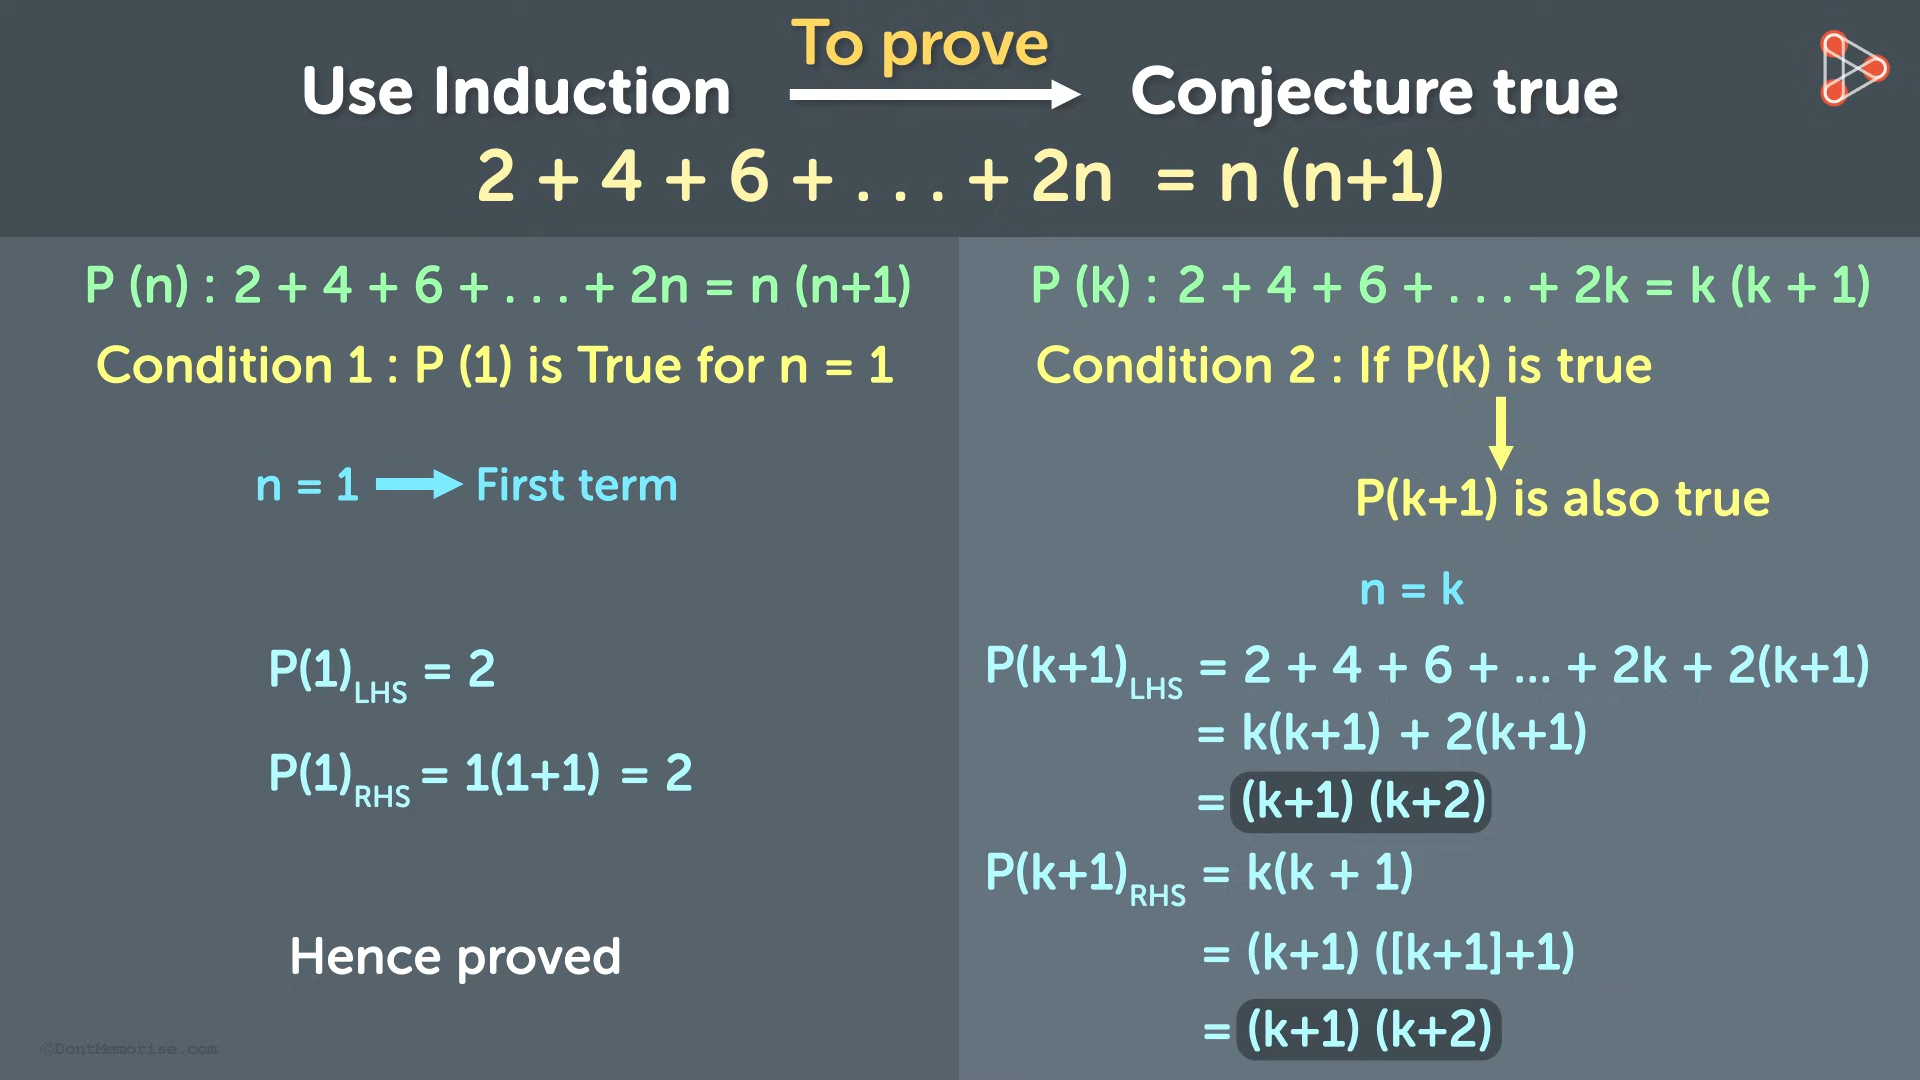 To prove
Use Induction Conjecture true
2 + 4 + 6 + . . . + 2n = n (n+1)
P (n) : 2 + 4 + 6 + . . . + 2n = n (n+1)
Condition 1 : P (1) is True for n = 1
n = 1 → First term
P(1)LHS = 2
P(1)RHS = 1(1+1) = 2
Hence proved
©DontMemorise.com
P (k) : 2 + 4 + 6 + . . . + 2k = k (k + 1)
Condition 2 : If P(k) is true
P(k+1) is also true
n = k
P(k+1)LHS = 2 + 4 + 6 + ... + 2k + 2(k+1)
= k(k+1) + 2(k+1)
= (k+1) (k+2)
P(k+1)RHS = k(k + 1)
= (k+1) ([k+1]+1)
= (k+1) (k+2)